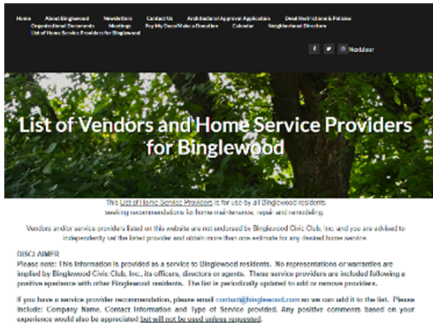 Home About Binglewood Newsletters Contact Us Architectural Approval Application Deed Restrictions & Policies
Organizational Documents Meetings Pay My Dues/Make a Donation Calendar Neighborhood Directors
List of Home Service Providers for Binglewood
Nextdoor
List of Vendors and Home Service Providers
for Binglewood
This List of Home Service Providers is for use by all Binglewood residents
seeking recommendations for home maintenance, repair and remodeling.
Vendors and/or service providers listed on this website are not endorsed by Binglewood Civic Club, Inc. and you are advised to
independently vet the listed provider and obtain more than one estimate for any desired home service
DISCLAIMER
Please note: This information is provided as a service to Binglewood residents. No representations or warranties are
implied by Binglewood Civic Club, Inc., its officers, directors or agents. These service providers are included following a
positive experience with other Binglewood residents. The list is periodically updated to add or remove providers.
If you have a service provider recommendation, please email contact@binglewood.com so we can add it to the list. Please
include: Company Name, Contact Information and Type of Service provided. Any positive comments based on your
experience would also be appreciated but will not be used unless requested.